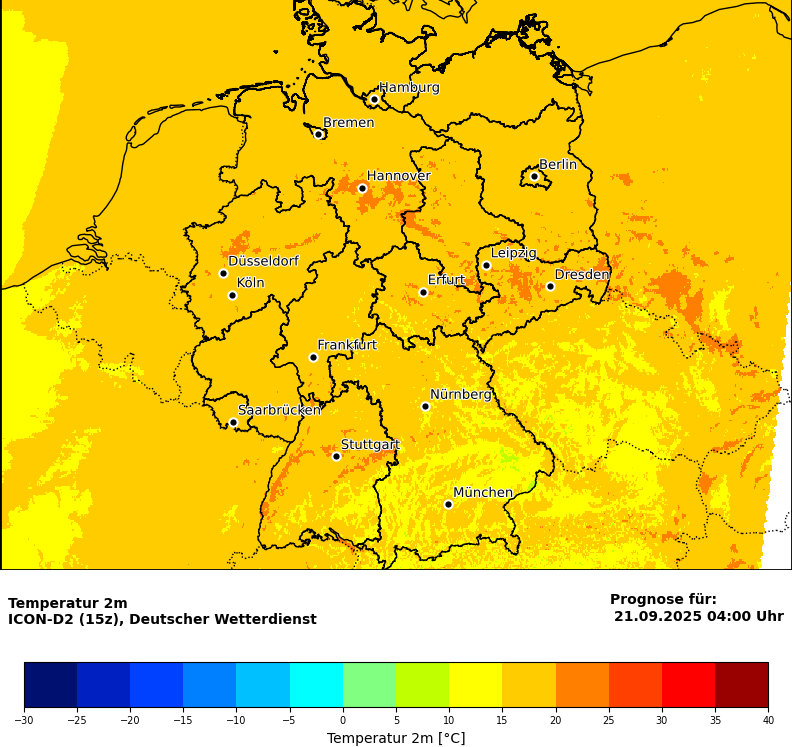 Hamburg
Bremen
Berlin
Hannover
Leipzig
Düsseldorf
Dresden
Köln
Erfurt
Frankfurt
Nürnberg
Saarbrücken
Stuttgart
München
Temperatur 2m
ICON-D2 (15z), Deutscher Wetterdienst
Prognose für:
21.09.2025 04:00 Uhr
−30 −25 −20 −15 −10 −5 0 5 10 15 20 25 30 35 40
Temperatur 2m [°C]